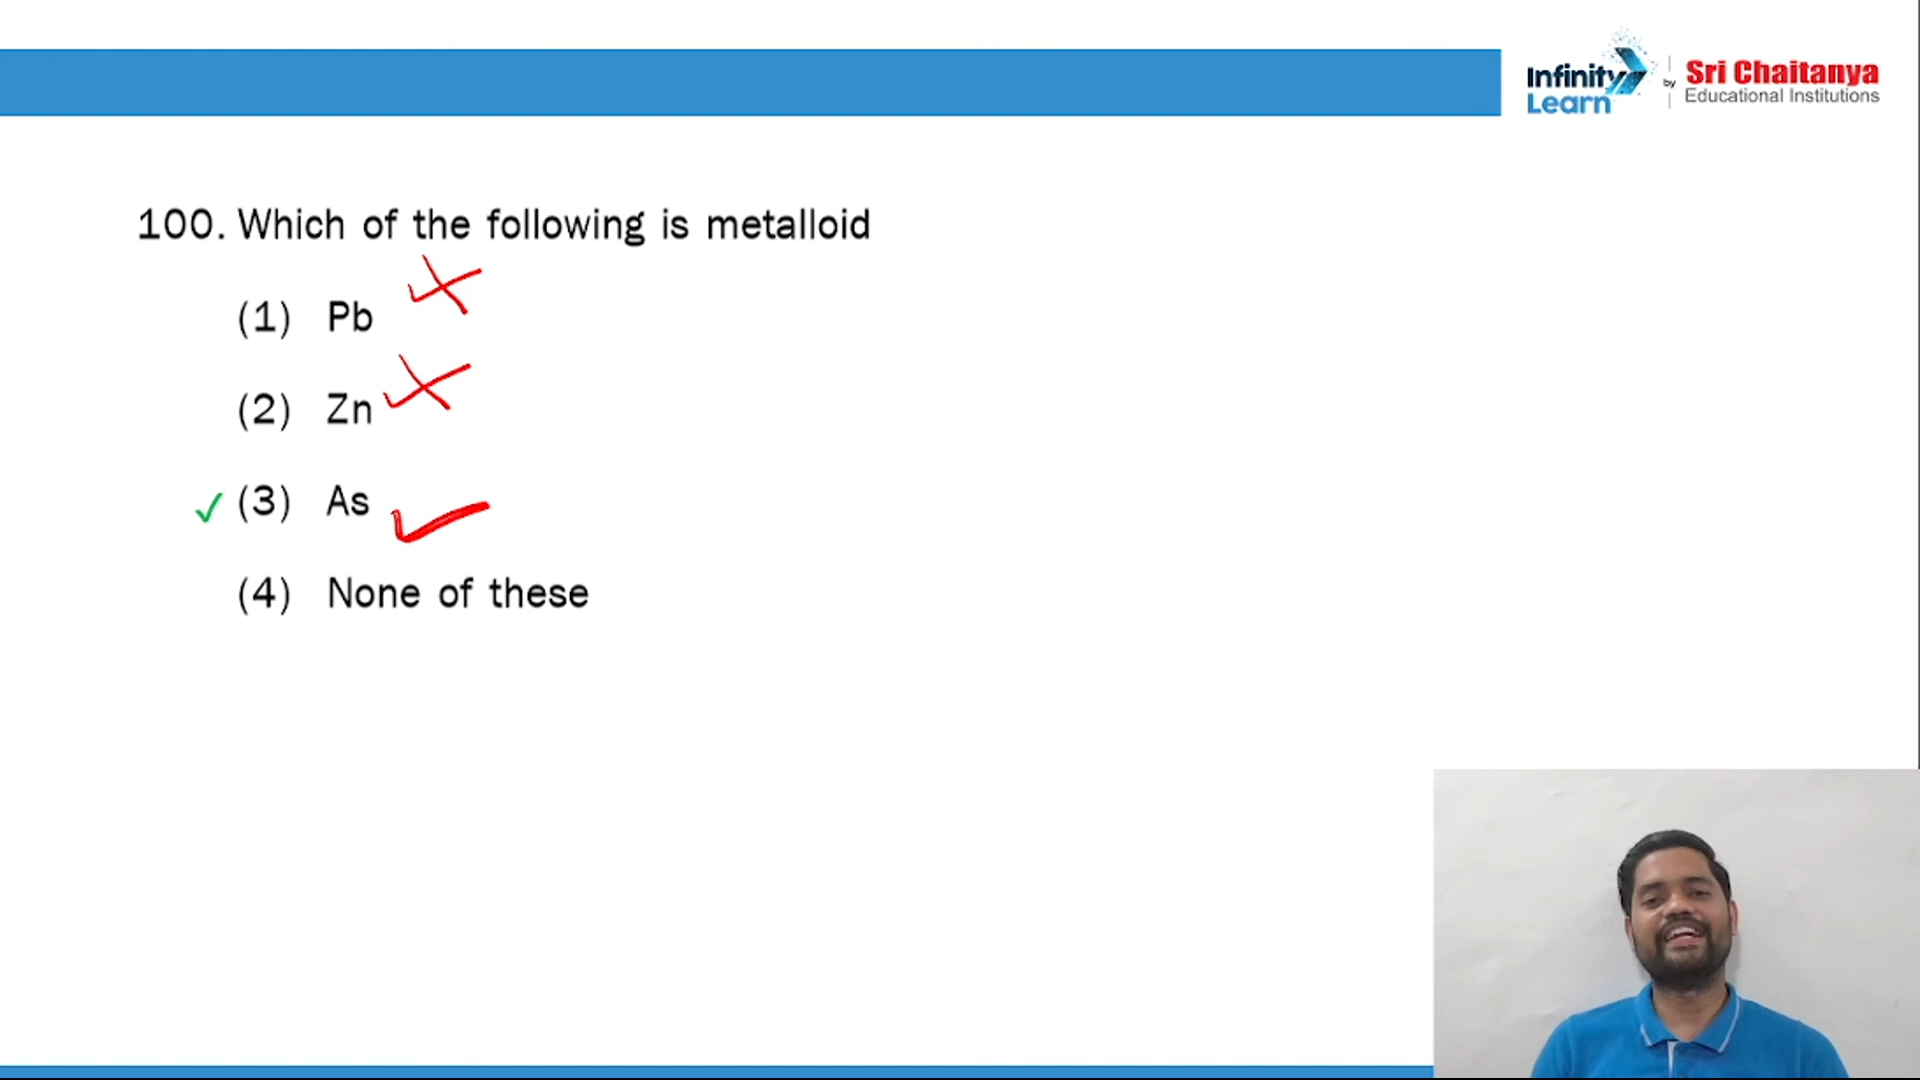 Infinity Learn by Sri Chaitanya Educational Institutions
100. Which of the following is metalloid
(1) Pb
(2) Zn
(3) As
(4) None of these